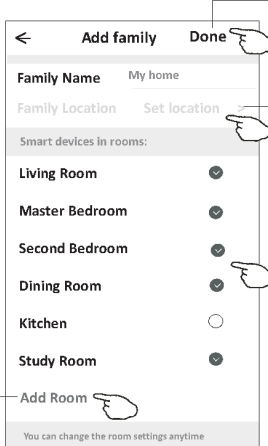 Add family Done
Family Name My home
Family Location Set location >
Smart devices in rooms:
Living Room
Master Bedroom
Second Bedroom
Dining Room
Kitchen
Study Room
Add Room
You can change the room settings anytime